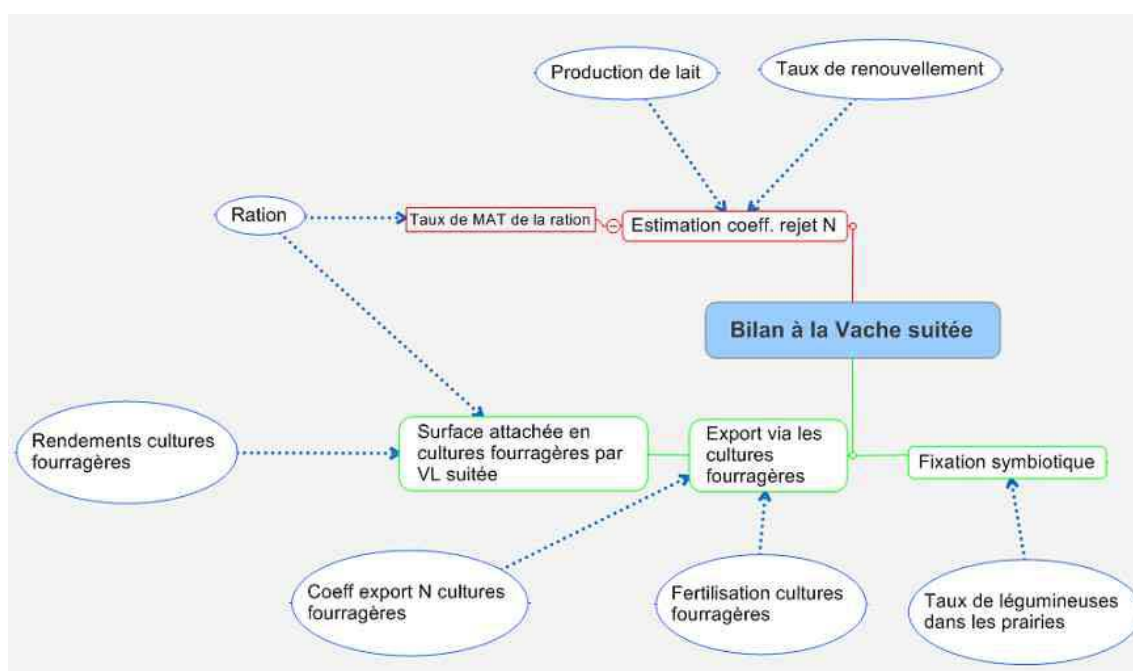 Production de lait
Taux de renouvellement
Ration
Taux de MAT de la ration
Estimation coeff. rejet N
Bilan à la Vache suitée
Rendements cultures
fourragères
Surface attachée en
cultures fourragères par
VL suitée
Export via les
cultures
fourragères
Fixation symbiotique
Coeff export N cultures
fourragères
Fertilisation cultures
fourragères
Taux de légumineuses
dans les prairies